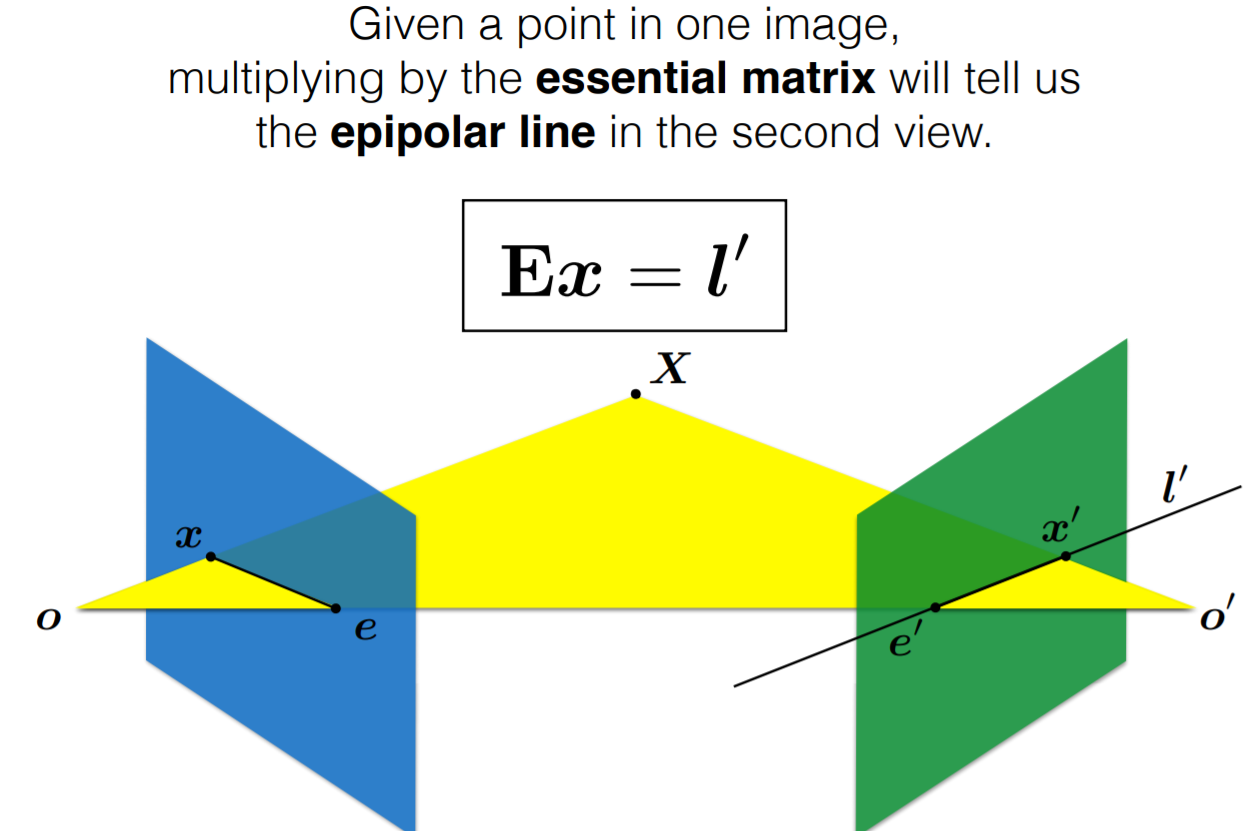 Given a point in one image,
multiplying by the essential matrix will tell us
the epipolar line in the second view.
Ex = l′
X
l′
x
x′
o
e
e′
o′